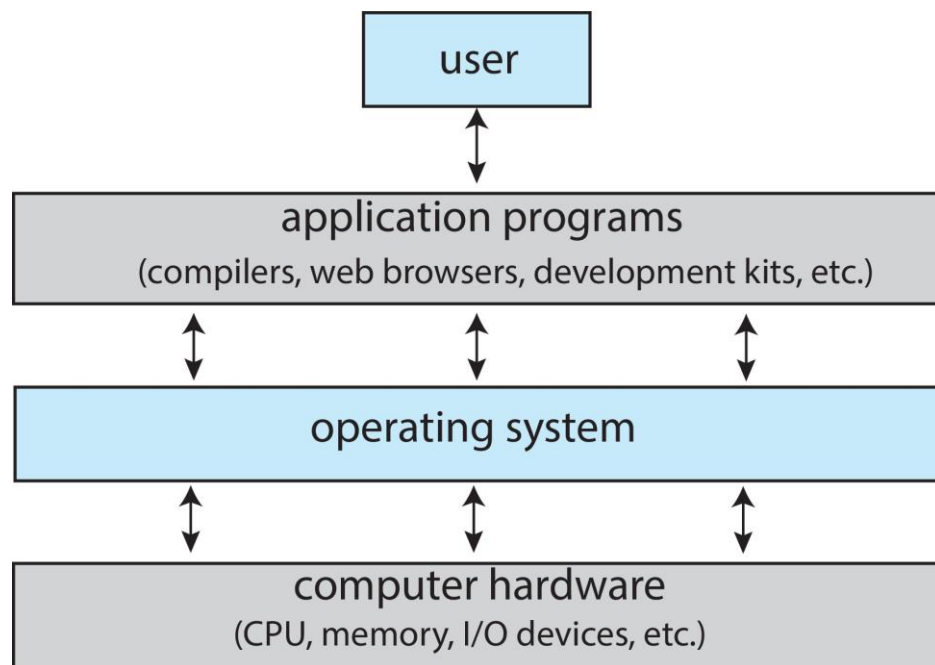 user
application programs
(compilers, web browsers, development kits, etc.)
operating system
computer hardware
(CPU, memory, I/O devices, etc.)